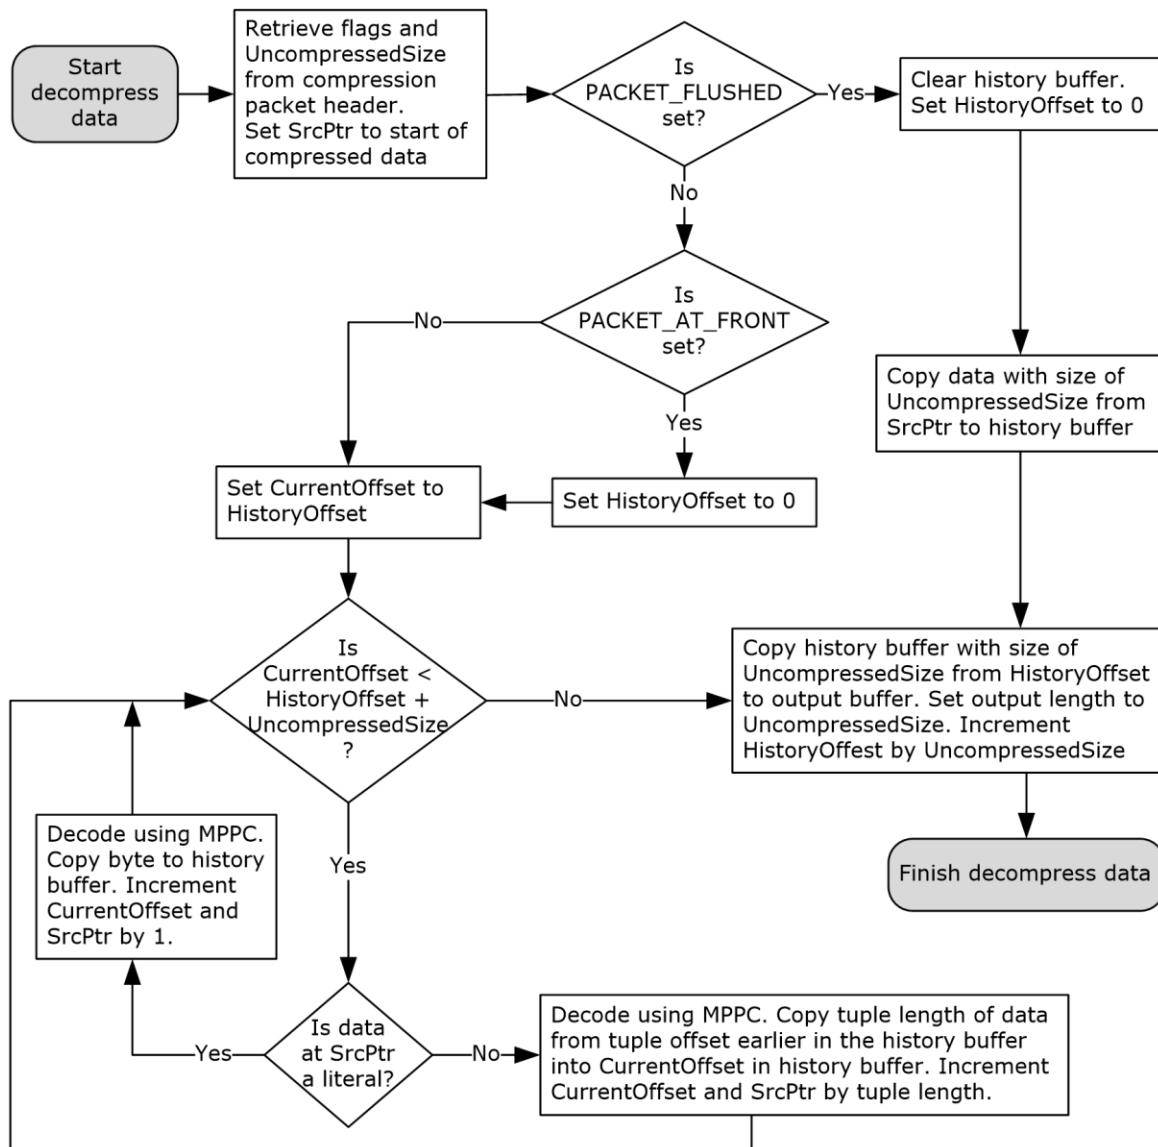 Start
decompress
data
Retrieve flags and
UncompressedSize
from compression
packet header.
Set SrcPtr to start of
compressed data
Is
PACKET_FLUSHED
set?
Yes
Clear history buffer.
Set HistoryOffset to 0
No
Is
PACKET_AT_FRONT
set?
No
Yes
Copy data with size of
UncompressedSize from
SrcPtr to history buffer
Set CurrentOffset to
HistoryOffset
Set HistoryOffset to 0
Is
CurrentOffset <
HistoryOffset +
UncompressedSize
?
No
Copy history buffer with size of
UncompressedSize from HistoryOffset
to output buffer. Set output length to
UncompressedSize. Increment
HistoryOffest by UncompressedSize
Decode using MPPC.
Copy byte to history
buffer. Increment
CurrentOffset and
SrcPtr by 1.
Yes
Finish decompress data
Is data
at SrcPtr
a literal?
Yes
No
Decode using MPPC. Copy tuple length of data
from tuple offset earlier in the history buffer
into CurrentOffset in history buffer. Increment
CurrentOffset and SrcPtr by tuple length.